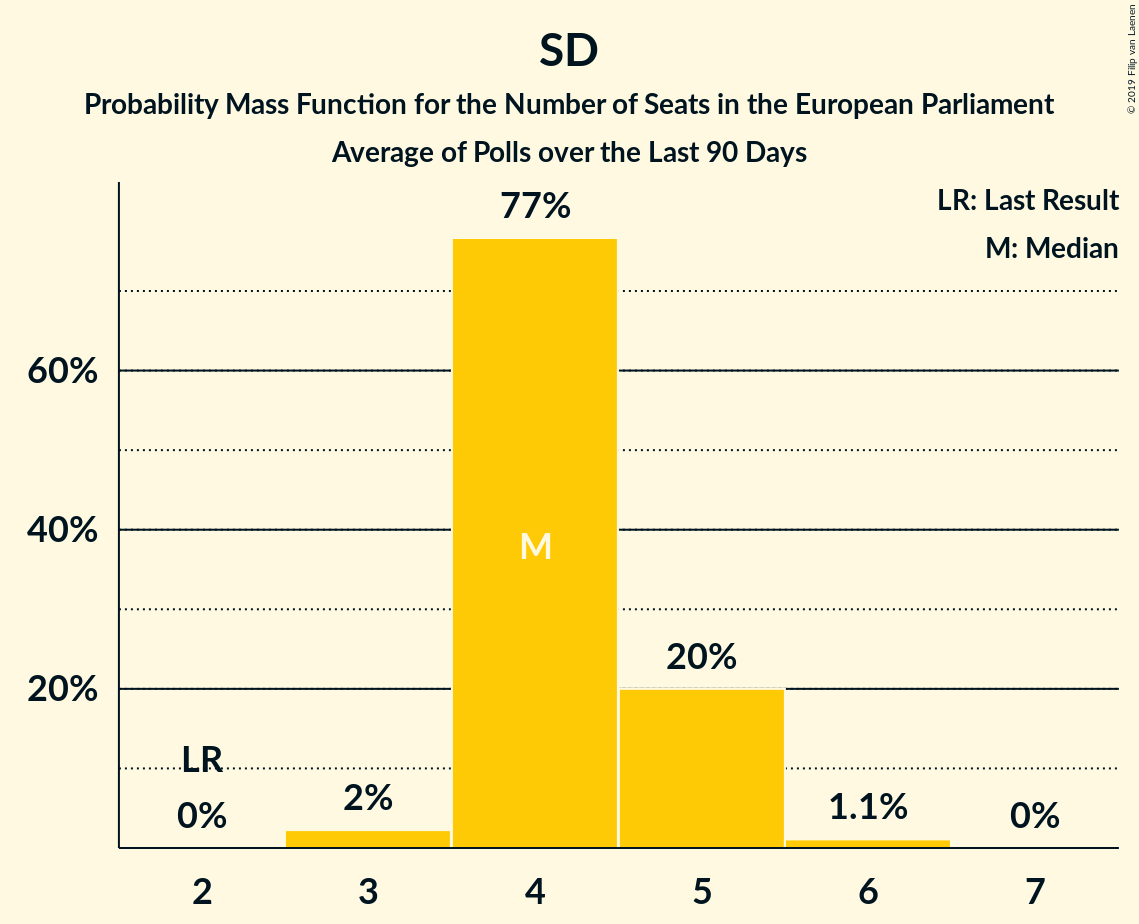 SD
Probability Mass Function for the Number of Seats in the European Parliament
Average of Polls over the Last 90 Days
© 2019 Filip van Laenen
LR: Last Result
M: Median
77%
60%
40%
M
20%
20%
LR
0%
2%
1.1%
0%
2 3 4 5 6 7